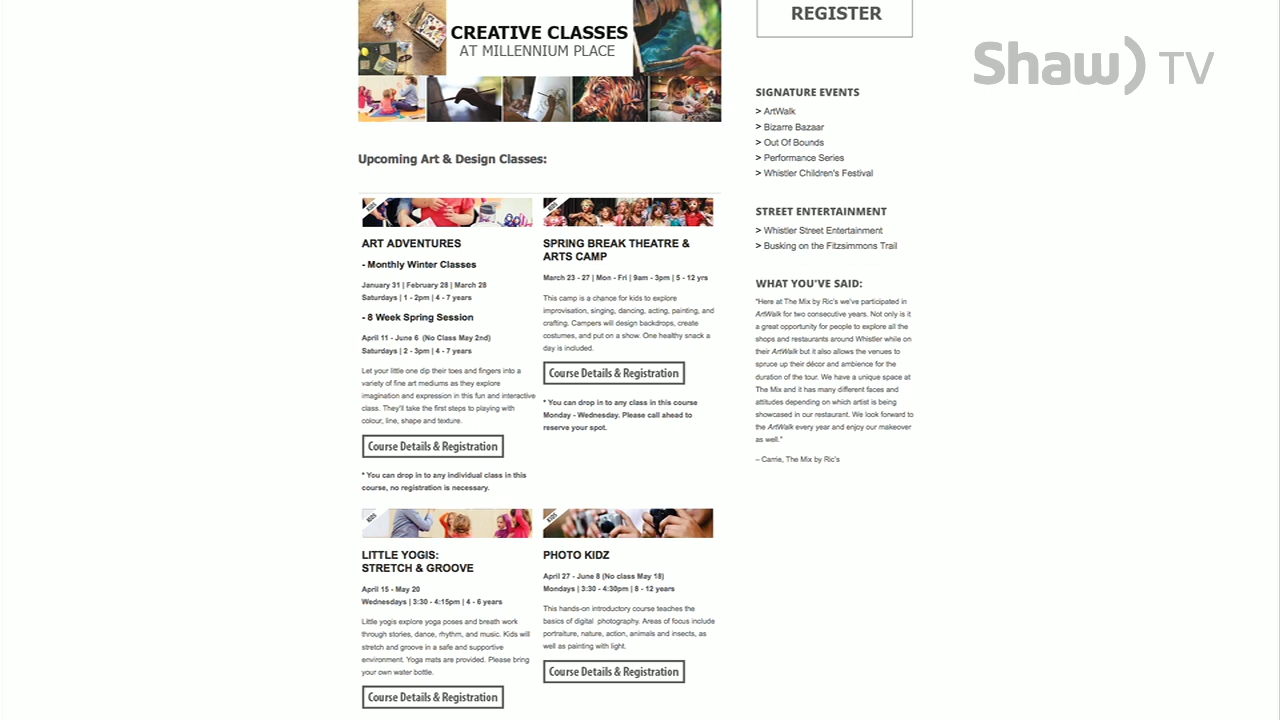 CREATIVE CLASSES
AT MILLENNIUM PLACE
Upcoming Art & Design Classes:
KIDS
ART ADVENTURES
- Monthly Winter Classes
January 31 | February 28 | March 28
Saturdays | 1 - 2pm | 4 - 7 years
- 8 Week Spring Session
April 11 - June 6 (No Class May 2nd)
Saturdays | 2 - 3pm | 4 - 7 years
Let your little one dip their toes and fingers into a
variety of fine art mediums as they explore
imagination and expression in this fun and interactive
class. They'll take the first steps to playing with
colour, line, shape and texture.
Course Details & Registration
* You can drop in to any individual class in this
course, no registration is necessary.
KIDS
SPRING BREAK THEATRE &
ARTS CAMP
March 23 - 27 | Mon - Fri | 9am - 3pm | 5 - 12 yrs
This camp is a chance for kids to explore
improvisation, singing, dancing, acting, painting, and
crafting. Campers will design backdrops, create
costumes, and put on a show. One healthy snack a
day is included.
Course Details & Registration
* You can drop in to any class in this course
Monday - Wednesday. Please call ahead to
reserve your spot.
KIDS
LITTLE YOGIS:
STRETCH & GROOVE
April 15 - May 20
Wednesdays | 3:30 - 4:15pm | 4 - 6 years
Little yogis explore yoga poses and breath work
through stories, dance, rhythm, and music. Kids will
stretch and groove in a safe and supportive
environment. Yoga mats are provided. Please bring
your own water bottle.
Course Details & Registration
KIDS
PHOTO KIDZ
April 27 - June 8 (No class May 18)
Mondays | 3:30 - 4:30pm | 8 - 12 years
This hands-on introductory course teaches the
basics of digital photography. Areas of focus include
portraiture, nature, action, animals and insects, as
well as painting with light.
Course Details & Registration
REGISTER
Shaw) TV
SIGNATURE EVENTS
> ArtWalk
> Bizarre Bazaar
> Out Of Bounds
> Performance Series
> Whistler Children's Festival
STREET ENTERTAINMENT
> Whistler Street Entertainment
> Busking on the Fitzsimmons Trail
WHAT YOU'VE SAID:
"Here at The Mix by Ric's we've participated in
ArtWalk for two consecutive years. Not only is it
a great opportunity for people to explore all the
shops and restaurants around Whistler while on
their ArtWalk but it also allows the venues to
spruce up their décor and ambience for the
duration of the tour. We have a unique space at
The Mix and it has many different faces and
attitudes depending on which artist is being
showcased in our restaurant. We look forward to
the ArtWalk every year and enjoy our makeover
as well."
– Carrie, The Mix by Ric's